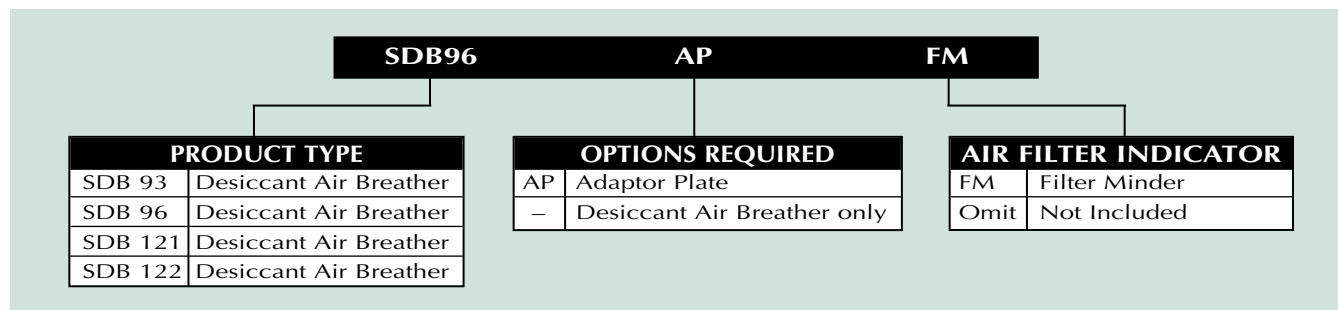 SDB96 AP FM
PRODUCT TYPE
SDB 93 Desiccant Air Breather
SDB 96 Desiccant Air Breather
SDB 121 Desiccant Air Breather
SDB 122 Desiccant Air Breather
OPTIONS REQUIRED
AP Adaptor Plate
– Desiccant Air Breather only
AIR FILTER INDICATOR
FM Filter Minder
Omit Not Included